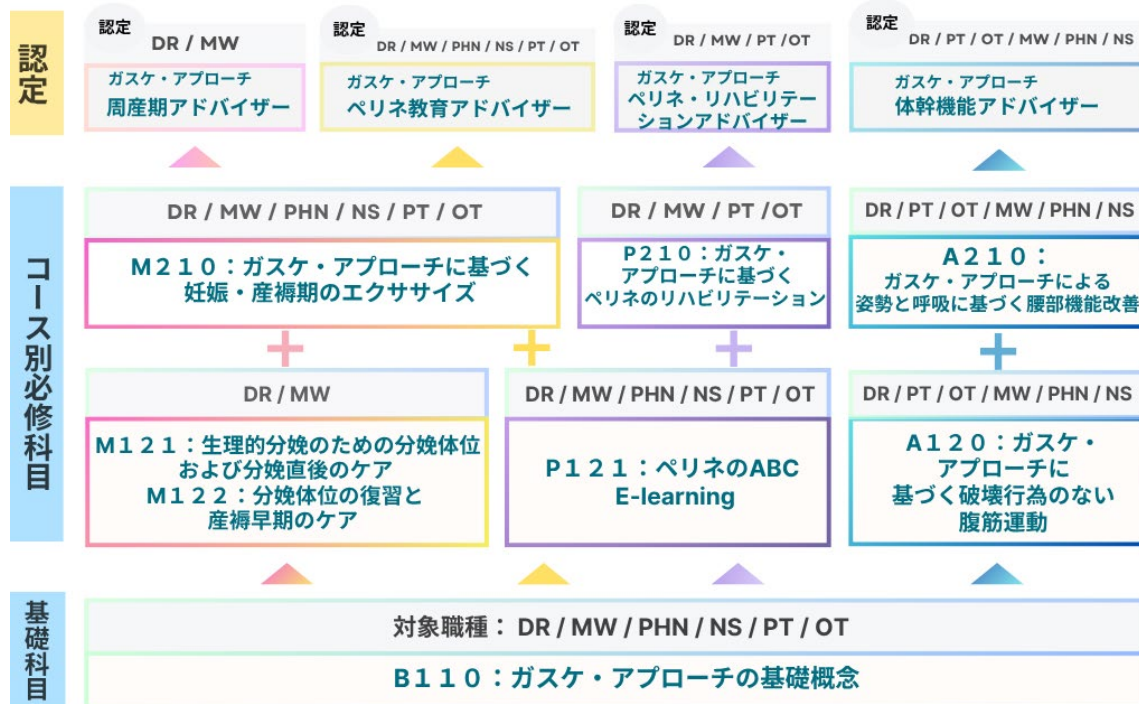 認定
認定
DR / MW
ガスケ・アプローチ
周産期アドバイザー
認定
DR / MW / PHN / NS / PT / OT
ガスケ・アプローチ
ペリネ教育アドバイザー
認定
DR / MW / PT /OT
ガスケ・アプローチ
ペリネ・リハビリテー
ションアドバイザー
認定
DR / PT / OT / MW / PHN / NS
ガスケ・アプローチ
体幹機能アドバイザー
コース別必修科目
DR / MW / PHN / NS / PT / OT
M210：ガスケ・アプローチに基づく
妊娠・産褥期のエクササイズ
DR / MW / PT /OT
P210：ガスケ・
アプローチに基づく
ペリネのリハビリテーション
DR / PT / OT / MW / PHN / NS
A210：
ガスケ・アプローチによる
姿勢と呼吸に基づく腰部機能改善
+
+
+
+
DR / MW
M121：生理的分娩のための分娩体位
および分娩直後のケア
M122：分娩体位の復習と
産褥早期のケア
DR / MW / PHN / NS / PT / OT
P121：ペリネのABC
E-learning
DR / PT / OT / MW / PHN / NS
A120：ガスケ・
アプローチに
基づく破壊行為のない
腹筋運動
基礎科目
対象職種： DR / MW / PHN / NS / PT / OT
B110：ガスケ・アプローチの基礎概念